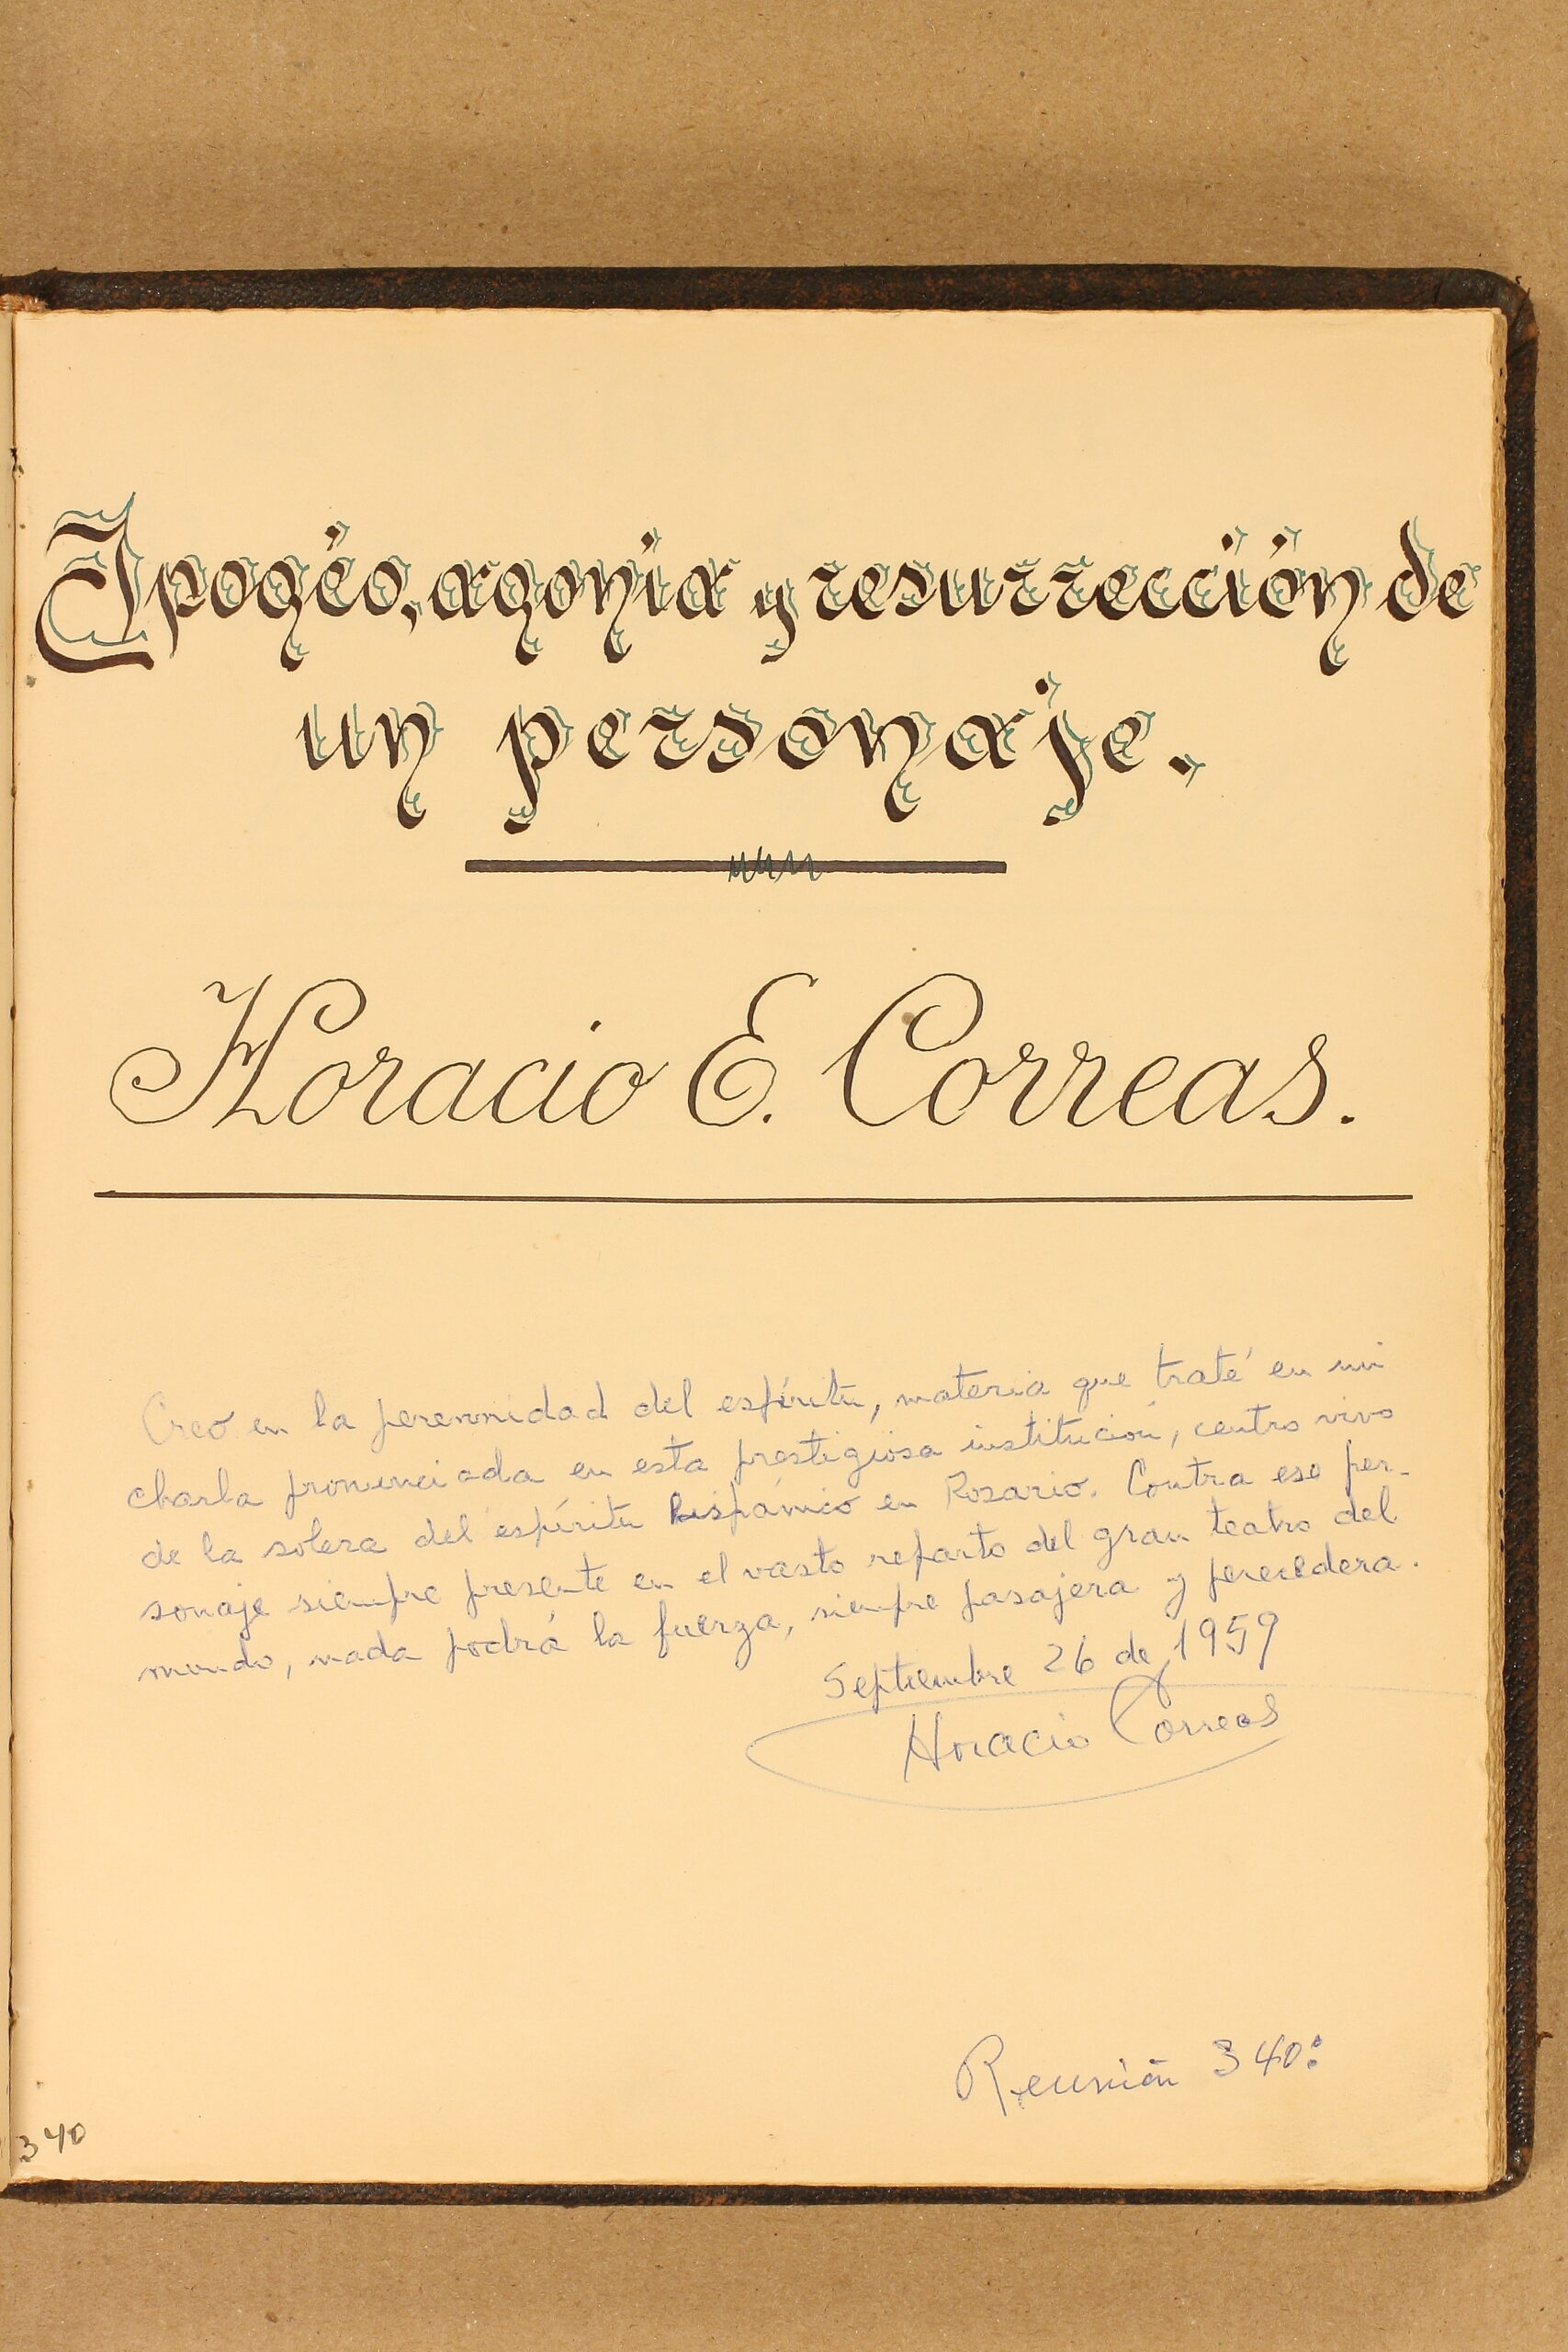 Apogéo, agonía y resurrección de
un personaje.
Horacio E. Correas.
Creo en la perennidad del espíritu, materia que traté en mi
charla pronunciada en esta prestigiosa institución, centro vivo
de la solera del espíritu hispánico en Rosario. Contra ese per-
sonaje siempre presente en el vasto reparto del gran teatro del
mundo, nada podrá la fuerza, siempre pasajera y perecedera.
Septiembre 26 de 1959
Horacio Correas
Reunión 340:
340